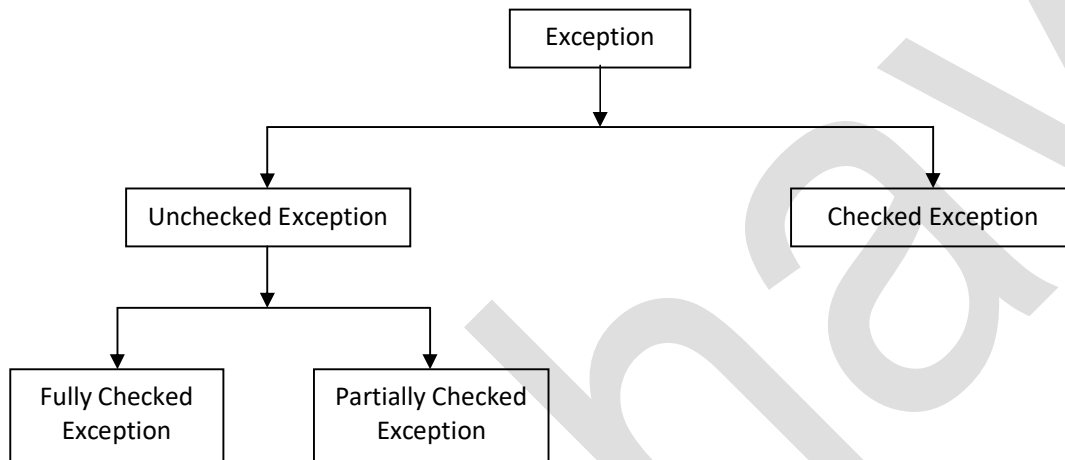 Exception
Unchecked Exception
Checked Exception
Fully Checked
Exception
Partially Checked
Exception